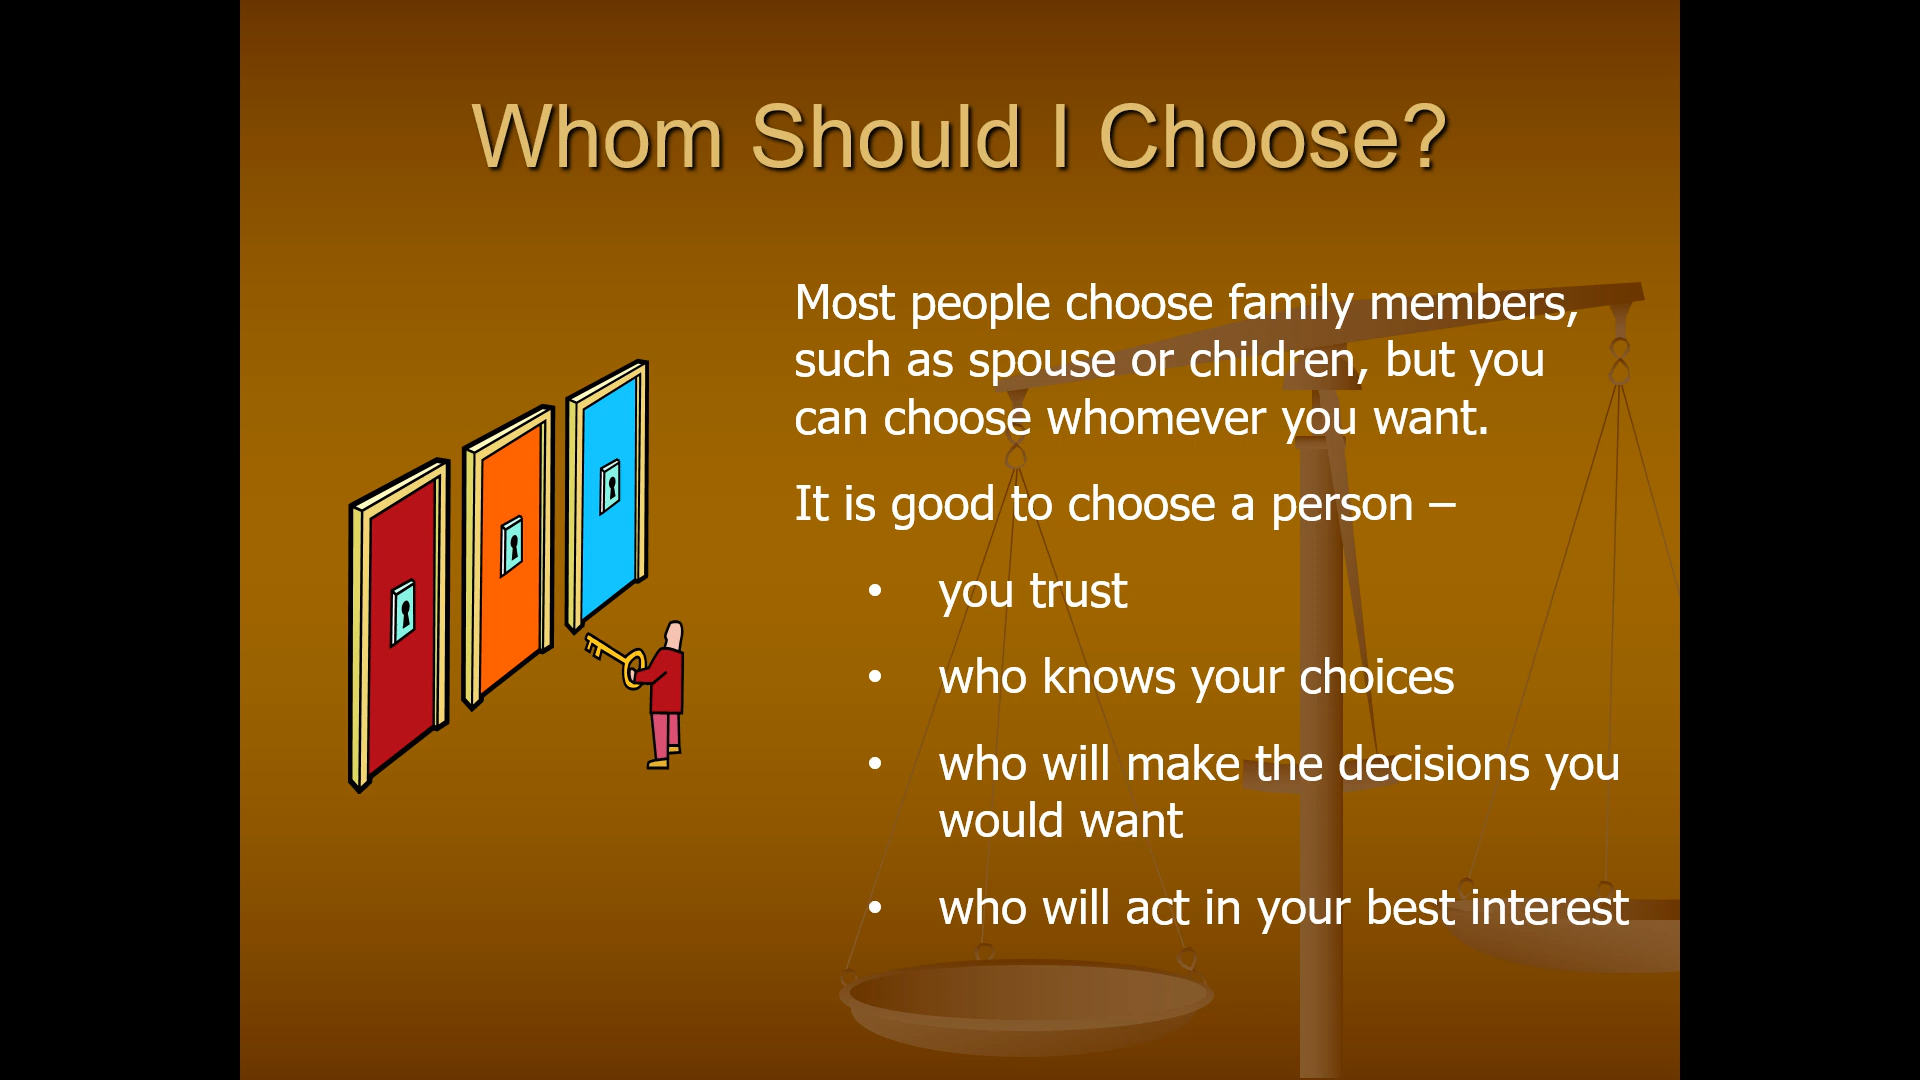 Whom Should I Choose?
Most people choose family members,
such as spouse or children, but you
can choose whomever you want.
It is good to choose a person –
• you trust
• who knows your choices
• who will make the decisions you
would want
• who will act in your best interest